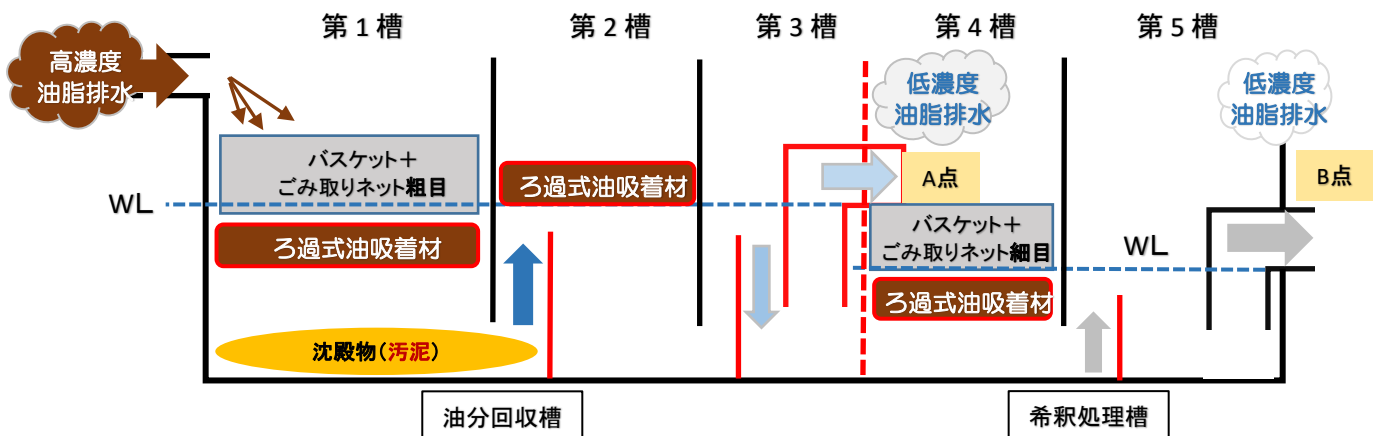 第1槽
第2槽
第3槽
第4槽
第5槽
高濃度
油脂排水
低濃度
油脂排水
低濃度
油脂排水
バスケット＋
ごみ取りネット粗目
ろ過式油吸着材
A点
B点
WL
バスケット＋
ごみ取りネット細目
WL
ろ過式油吸着材
ろ過式油吸着材
沈殿物（汚泥）
油分回収槽
希釈処理槽